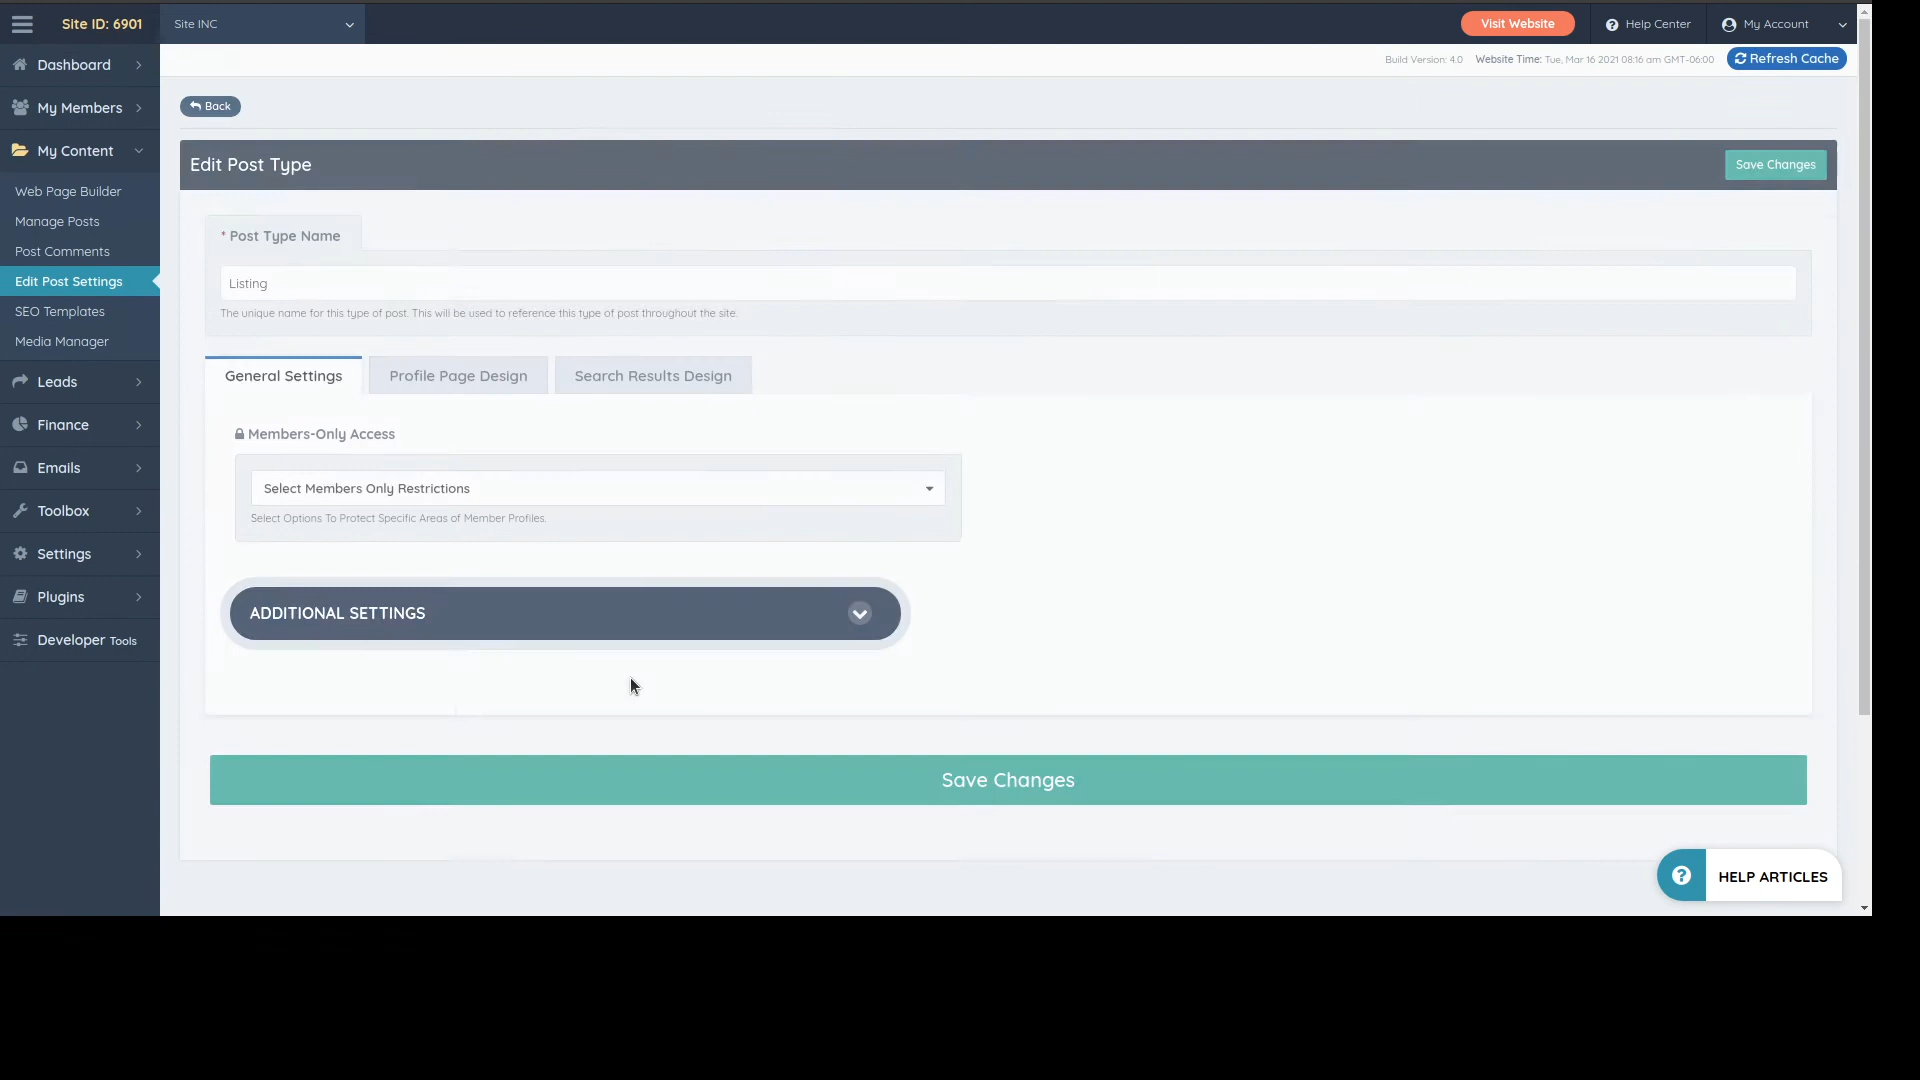 Site ID: 6901
Site INC
Visit Website
Help Center
My Account
Build Version: 4.0
Website Time: Tue, Mar 16 2021 08:16 am GMT-06:00
Refresh Cache
Dashboard
My Members
My Content
Web Page Builder
Manage Posts
Post Comments
Edit Post Settings
SEO Templates
Media Manager
Leads
Finance
Emails
Toolbox
Settings
Plugins
Developer Tools
Back
Edit Post Type
Save Changes
* Post Type Name
Listing
The unique name for this type of post. This will be used to reference this type of post throughout the site.
General Settings
Profile Page Design
Search Results Design
Members-Only Access
Select Members Only Restrictions
Select Options To Protect Specific Areas of Member Profiles.
ADDITIONAL SETTINGS
Save Changes
HELP ARTICLES